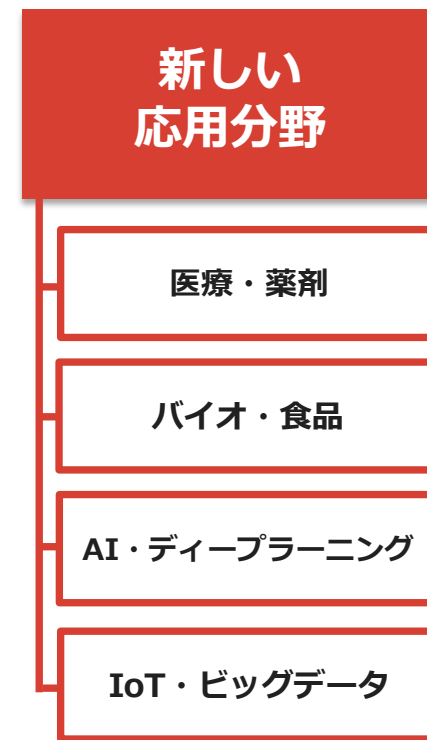 新しい
応用分野
医療・薬剤
バイオ・食品
AI・ディープラーニング
IoT・ビッグデータ